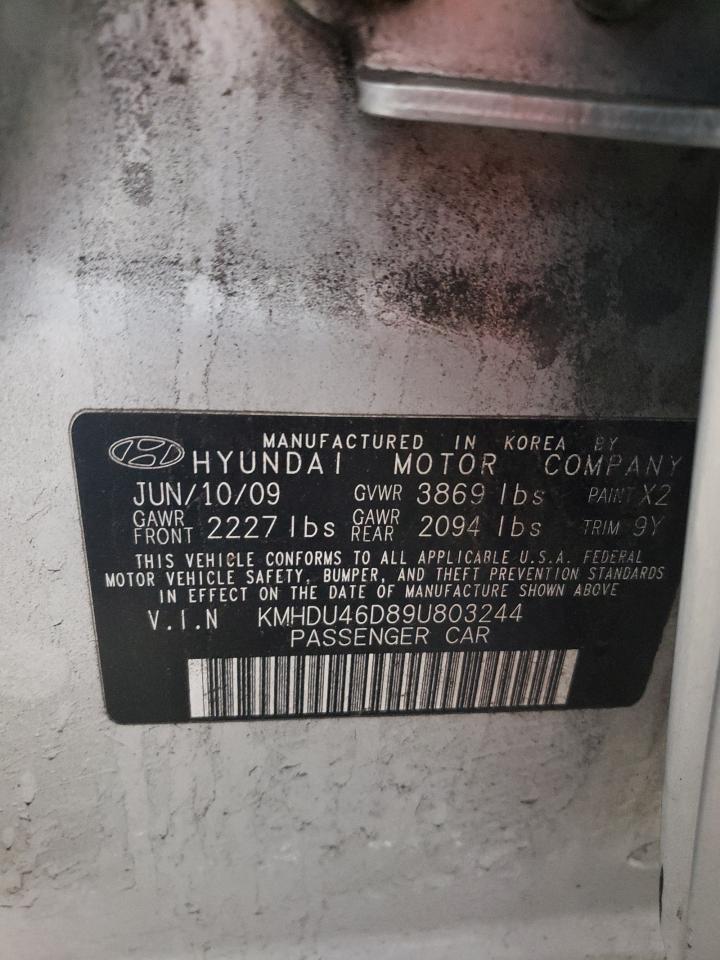 MANUFACTURED IN KOREA BY
HYUNDAI MOTOR COMPANY
JUN/10/09 GVWR 3869 lbs PAINT X2
GAWR FRONT 2227 lbs GAWR REAR 2094 lbs TRIM 9Y
THIS VEHICLE CONFORMS TO ALL APPLICABLE U.S.A. FEDERAL
MOTOR VEHICLE SAFETY, BUMPER, AND THEFT PREVENTION STANDARDS
IN EFFECT ON THE DATE OF MANUFACTURE SHOWN ABOVE
V.I.N KMHDU46D89U803244
PASSENGER CAR